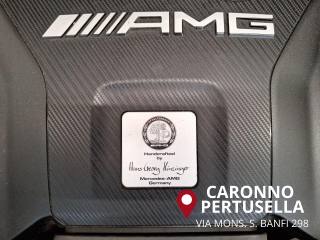 AMG
Handcrafted
by
Mercedes-AMG
Germany
CARONNO
PERTUSELLA
VIA MONS. S. BANFI 298